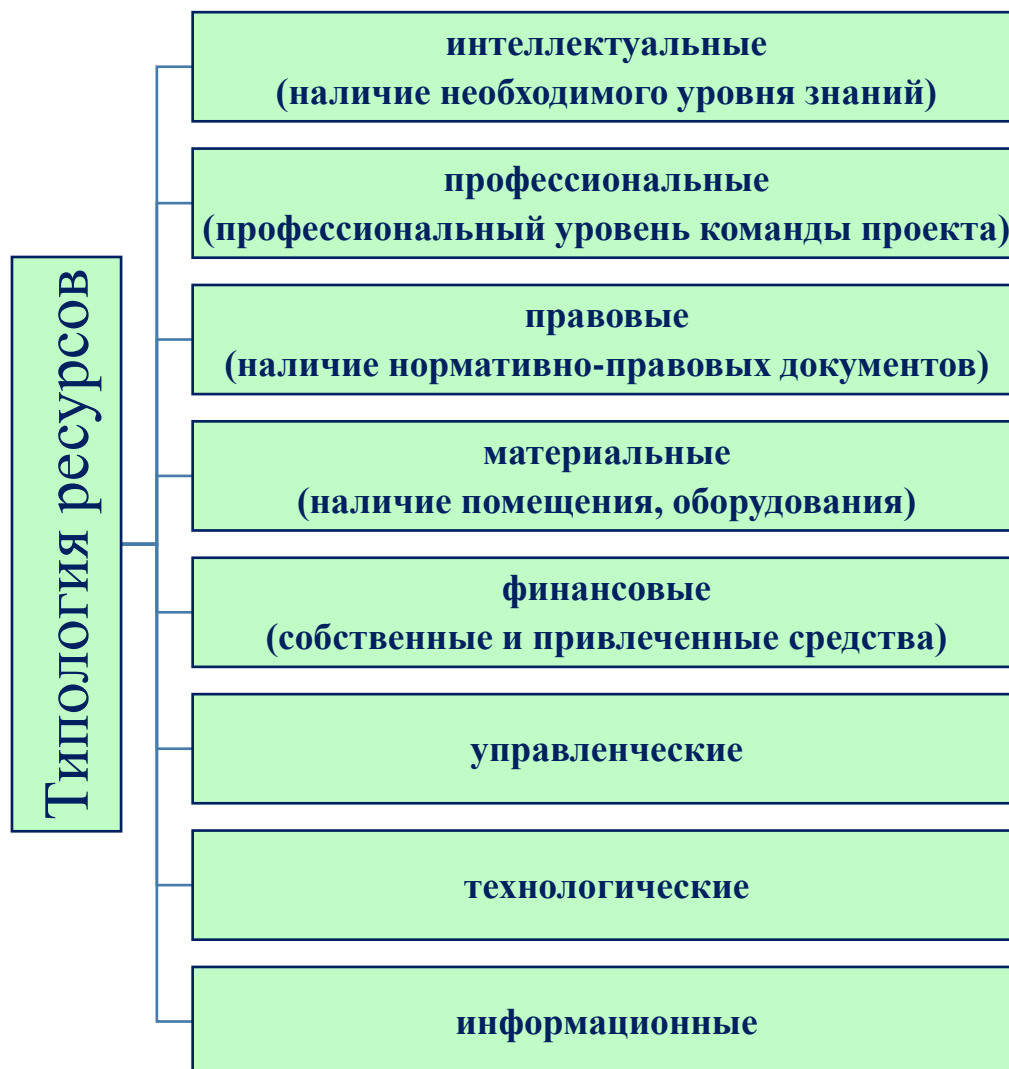 Типология ресурсов
интеллектуальные
(наличие необходимого уровня знаний)
профессиональные
(профессиональный уровень команды проекта)
правовые
(наличие нормативно-правовых документов)
материальные
(наличие помещения, оборудования)
финансовые
(собственные и привлеченные средства)
управленческие
технологические
информационные